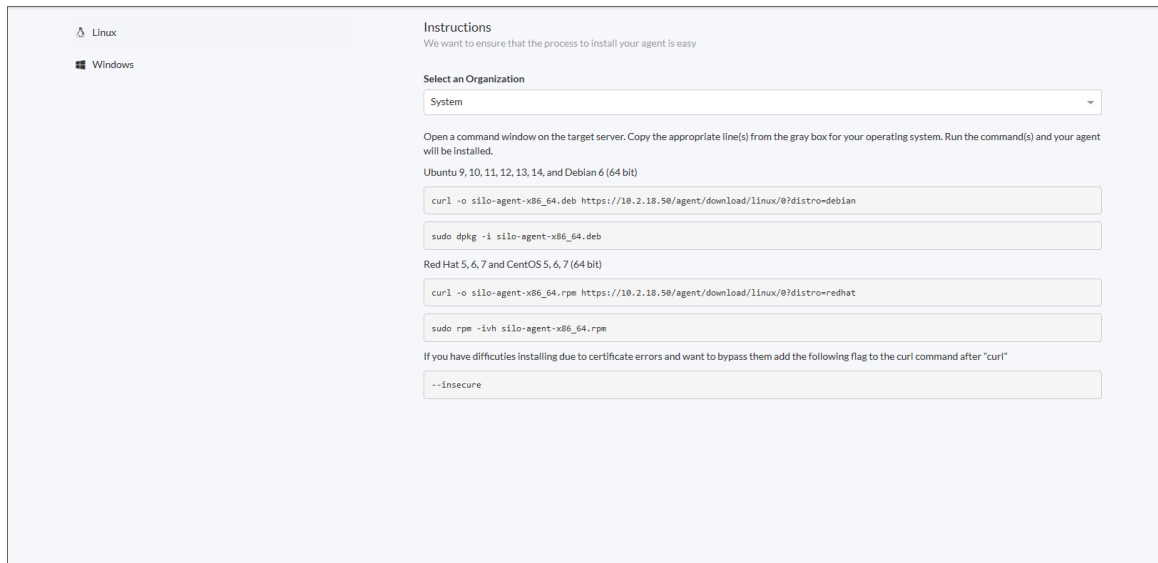 Linux
Windows
Instructions
We want to ensure that the process to install your agent is easy
Select an Organization
System
Open a command window on the target server. Copy the appropriate line(s) from the gray box for your operating system. Run the command(s) and your agent
will be installed.
Ubuntu 9, 10, 11, 12, 13, 14, and Debian 6 (64 bit)
curl -o silo-agent-x86_64.deb https://10.2.18.50/agent/download/linux/0?distro=debian
sudo dpkg -i silo-agent-x86_64.deb
Red Hat 5, 6, 7 and CentOS 5, 6, 7 (64 bit)
curl -o silo-agent-x86_64.rpm https://10.2.18.50/agent/download/linux/0?distro=redhat
sudo rpm -ivh silo-agent-x86_64.rpm
If you have difficuties installing due to certificate errors and want to bypass them add the following flag to the curl command after "curl"
--insecure